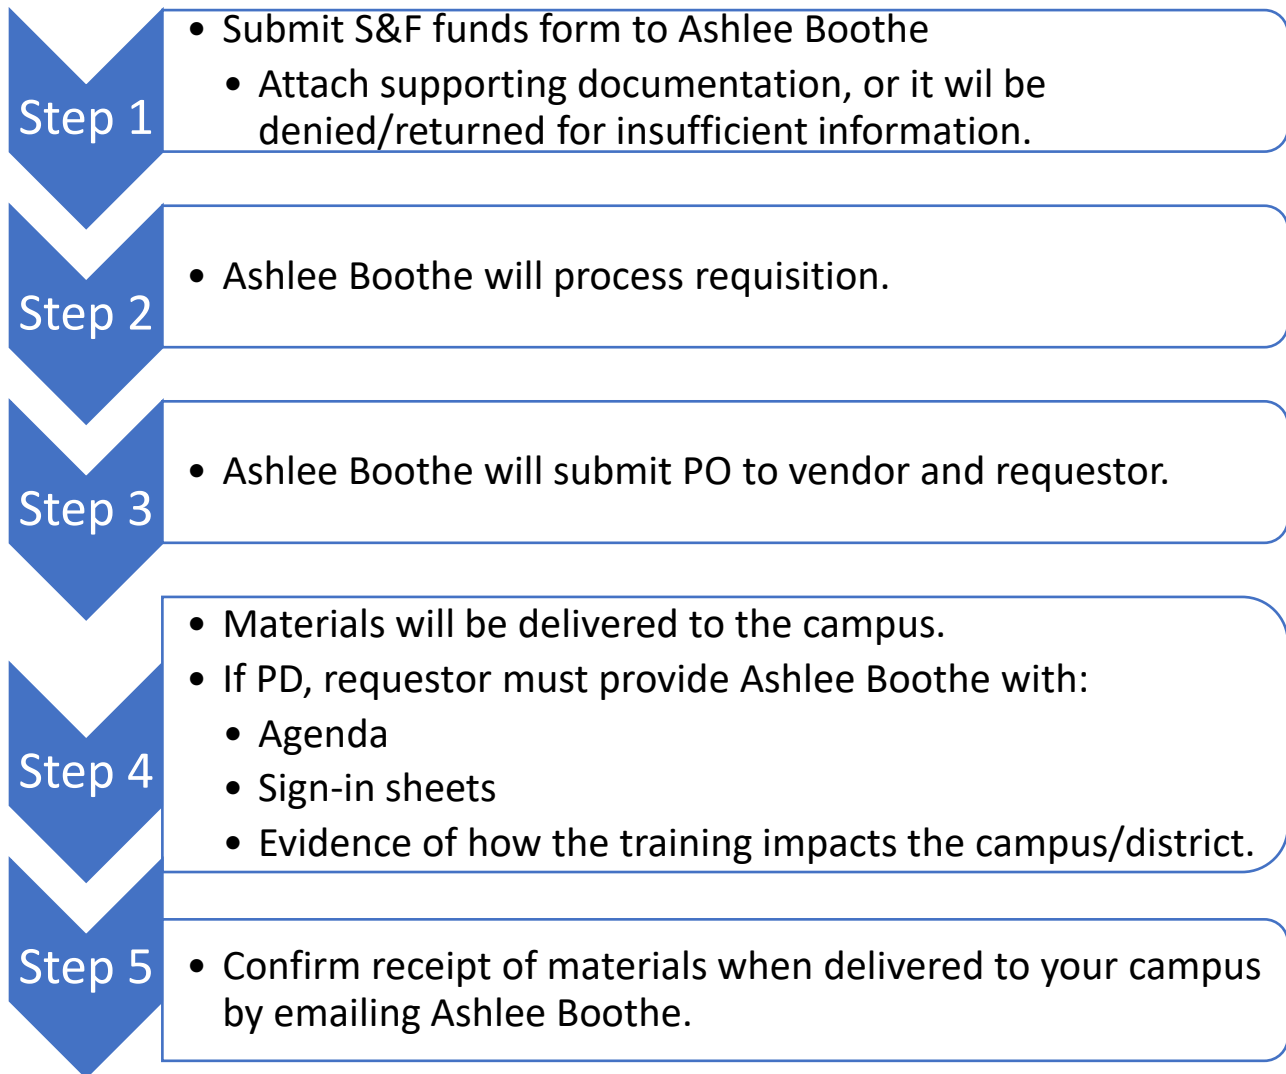 Step 1
• Submit S&F funds form to Ashlee Boothe
• Attach supporting documentation, or it wil be
denied/returned for insufficient information.
Step 2
• Ashlee Boothe will process requisition.
Step 3
• Ashlee Boothe will submit PO to vendor and requestor.
Step 4
• Materials will be delivered to the campus.
• If PD, requestor must provide Ashlee Boothe with:
• Agenda
• Sign-in sheets
• Evidence of how the training impacts the campus/district.
Step 5
• Confirm receipt of materials when delivered to your campus
by emailing Ashlee Boothe.